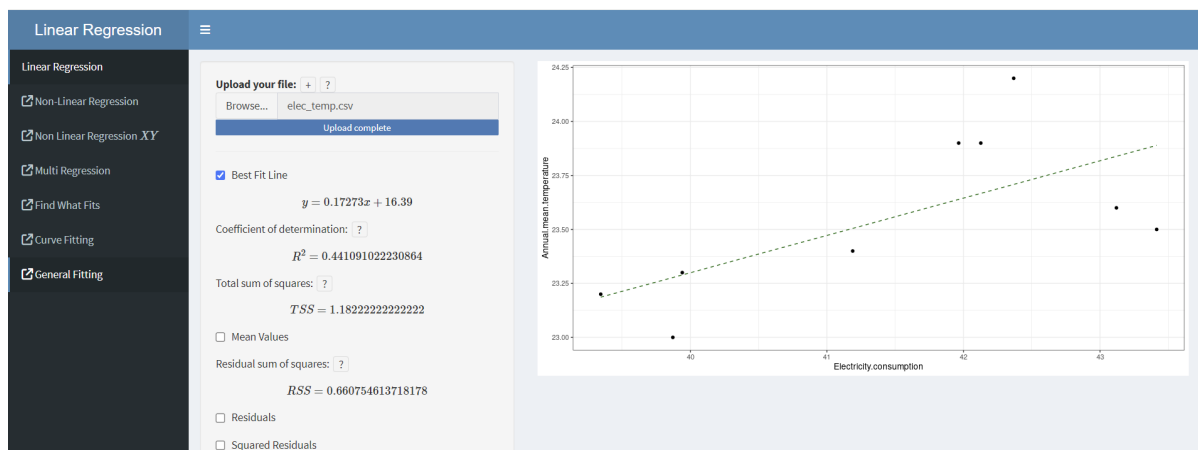 Linear Regression
Linear Regression
Non-Linear Regression
Non Linear Regression XY
Multi Regression
Find What Fits
Curve Fitting
General Fitting
Upload your file: + ?
Browse... elec_temp.csv
Upload complete
Best Fit Line
y = 0.17273x + 16.39
Coefficient of determination: ?
R² = 0.441091022230864
Total sum of squares: ?
TSS = 1.18222222222222
Mean Values
Residual sum of squares: ?
RSS = 0.660754613718178
Residuals
Squared Residuals
24.25
24.00
23.75
23.50
23.25
23.00
Annual.mean.temperature
40 41 42 43
Electricity.consumption